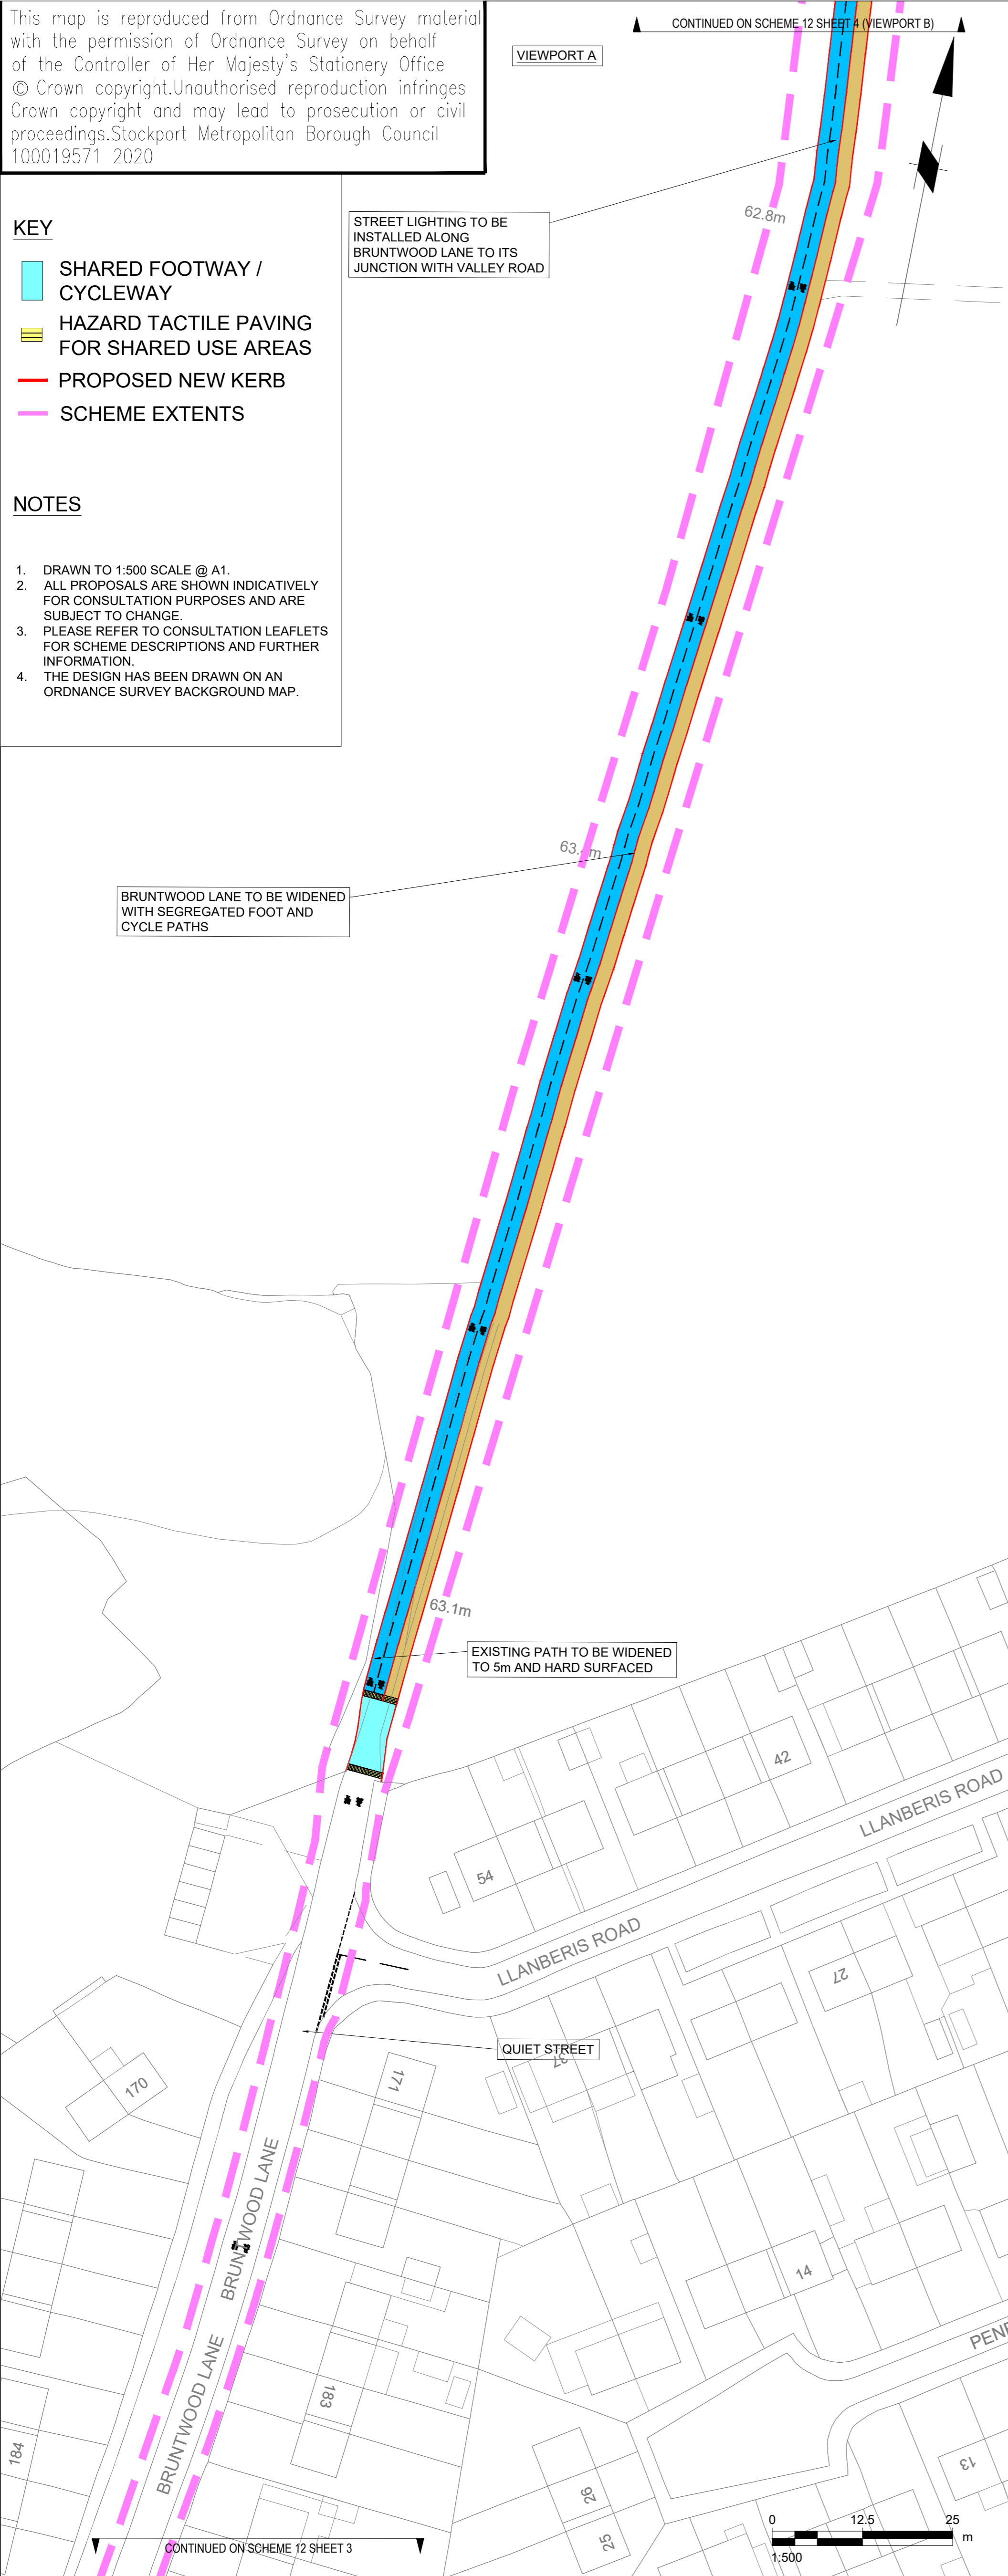 This map is reproduced from Ordnance Survey material
with the permission of Ordnance Survey on behalf
of the Controller of Her Majesty's Stationery Office
© Crown copyright.Unauthorised reproduction infringes
Crown copyright and may lead to prosecution or civil
proceedings.Stockport Metropolitan Borough Council
100019571 2020
VIEWPORT A
CONTINUED ON SCHEME 12 SHEET 4 (VIEWPORT B)
KEY
SHARED FOOTWAY /
CYCLEWAY
HAZARD TACTILE PAVING
FOR SHARED USE AREAS
PROPOSED NEW KERB
SCHEME EXTENTS
STREET LIGHTING TO BE
INSTALLED ALONG
BRUNTWOOD LANE TO ITS
JUNCTION WITH VALLEY ROAD
62.8m
NOTES
1. DRAWN TO 1:500 SCALE @ A1.
2. ALL PROPOSALS ARE SHOWN INDICATIVELY
FOR CONSULTATION PURPOSES AND ARE
SUBJECT TO CHANGE.
3. PLEASE REFER TO CONSULTATION LEAFLETS
FOR SCHEME DESCRIPTIONS AND FURTHER
INFORMATION.
4. THE DESIGN HAS BEEN DRAWN ON AN
ORDNANCE SURVEY BACKGROUND MAP.
BRUNTWOOD LANE TO BE WIDENED
WITH SEGREGATED FOOT AND
CYCLE PATHS
63.1m
EXISTING PATH TO BE WIDENED
TO 5m AND HARD SURFACED
42
LLANBERIS ROAD
54
LLANBERIS ROAD
27
QUIET STREET
37
170
171
BRUNTWOOD LANE
14
BRUNTWOOD LANE
183
184
13
26
25
CONTINUED ON SCHEME 12 SHEET 3
0 12.5 25
m
1:500